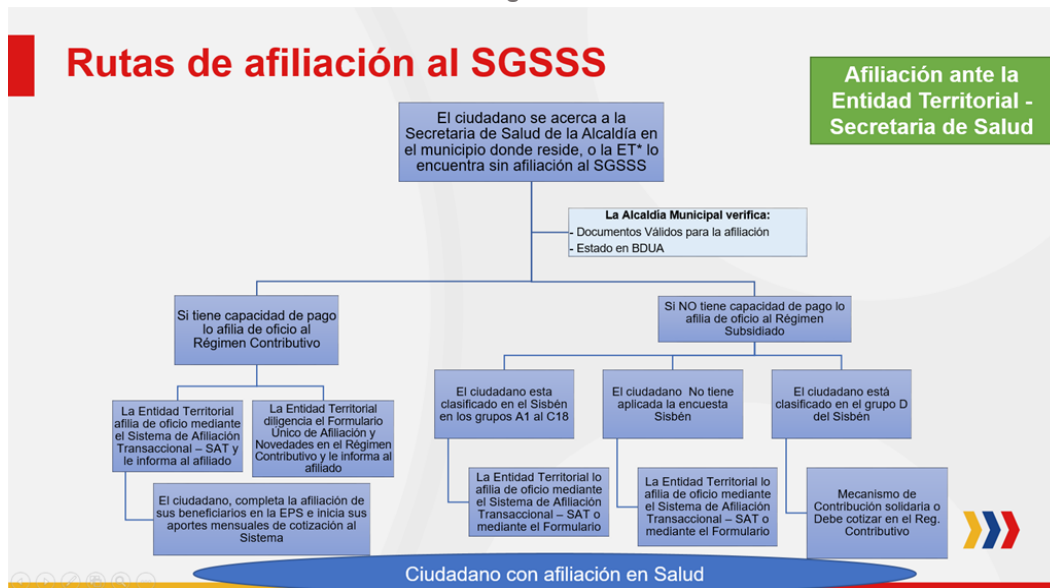 Rutas de afiliación al SGSSS
Afiliación ante la
Entidad Territorial -
Secretaria de Salud
El ciudadano se acerca a la
Secretaria de Salud de la Alcaldía en
el municipio donde reside, o la ET* lo
encuentra sin afiliación al SGSSS
La Alcaldía Municipal verifica:
- Documentos Válidos para la afiliación
- Estado en BDUA
Si tiene capacidad de pago
lo afilia de oficio al
Régimen Contributivo
Si NO tiene capacidad de pago lo
afilia de oficio al Régimen
Subsidiado
La Entidad Territorial
afilia de oficio mediante
el Sistema de Afiliación
Transaccional – SAT y
le informa al afiliado
La Entidad Territorial
diligencia el Formulario
Único de Afiliación y
Novedades en el Régimen
Contributivo y le informa al
afiliado
El ciudadano, completa la afiliación de
sus beneficiarios en la EPS e inicia sus
aportes mensuales de cotización al
Sistema
El ciudadano esta
clasificado en el Sisbén
en los grupos A1 al C18
El ciudadano No tiene
aplicada la encuesta
Sisbén
El ciudadano está
clasificado en el grupo D
del Sisbén
La Entidad Territorial lo
afilia de oficio mediante
el Sistema de Afiliación
Transaccional – SAT o
mediante el Formulario
La Entidad Territorial lo
afilia de oficio mediante
el Sistema de Afiliación
Transaccional – SAT o
mediante el Formulario
Mecanismo de
Contribución solidaria o
Debe cotizar en el Reg.
Contributivo
Ciudadano con afiliación en Salud